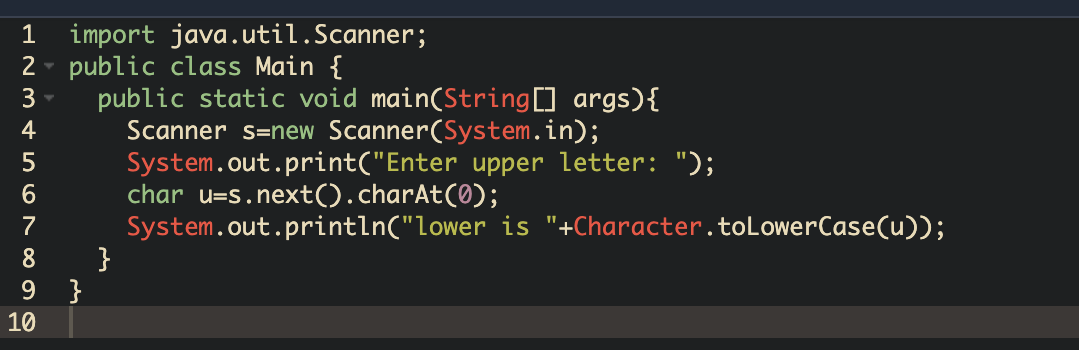 1 import java.util.Scanner;
2 public class Main {
3   public static void main(String[] args){
4     Scanner s=new Scanner(System.in);
5     System.out.print("Enter upper letter: ");
6     char u=s.next().charAt(0);
7     System.out.println("lower is "+Character.toLowerCase(u));
8   }
9 }
10